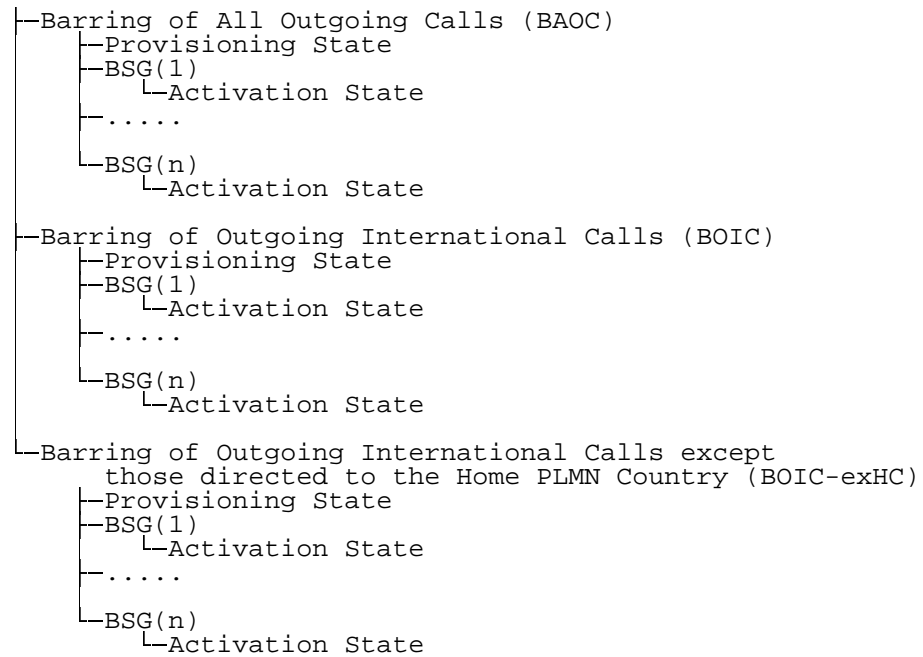 Barring of All Outgoing Calls (BAOC)
Provisioning State
BSG(1)
Activation State
.....
BSG(n)
Activation State
Barring of Outgoing International Calls (BOIC)
Provisioning State
BSG(1)
Activation State
.....
BSG(n)
Activation State
Barring of Outgoing International Calls except
those directed to the Home PLMN Country (BOIC-exHC)
Provisioning State
BSG(1)
Activation State
.....
BSG(n)
Activation State